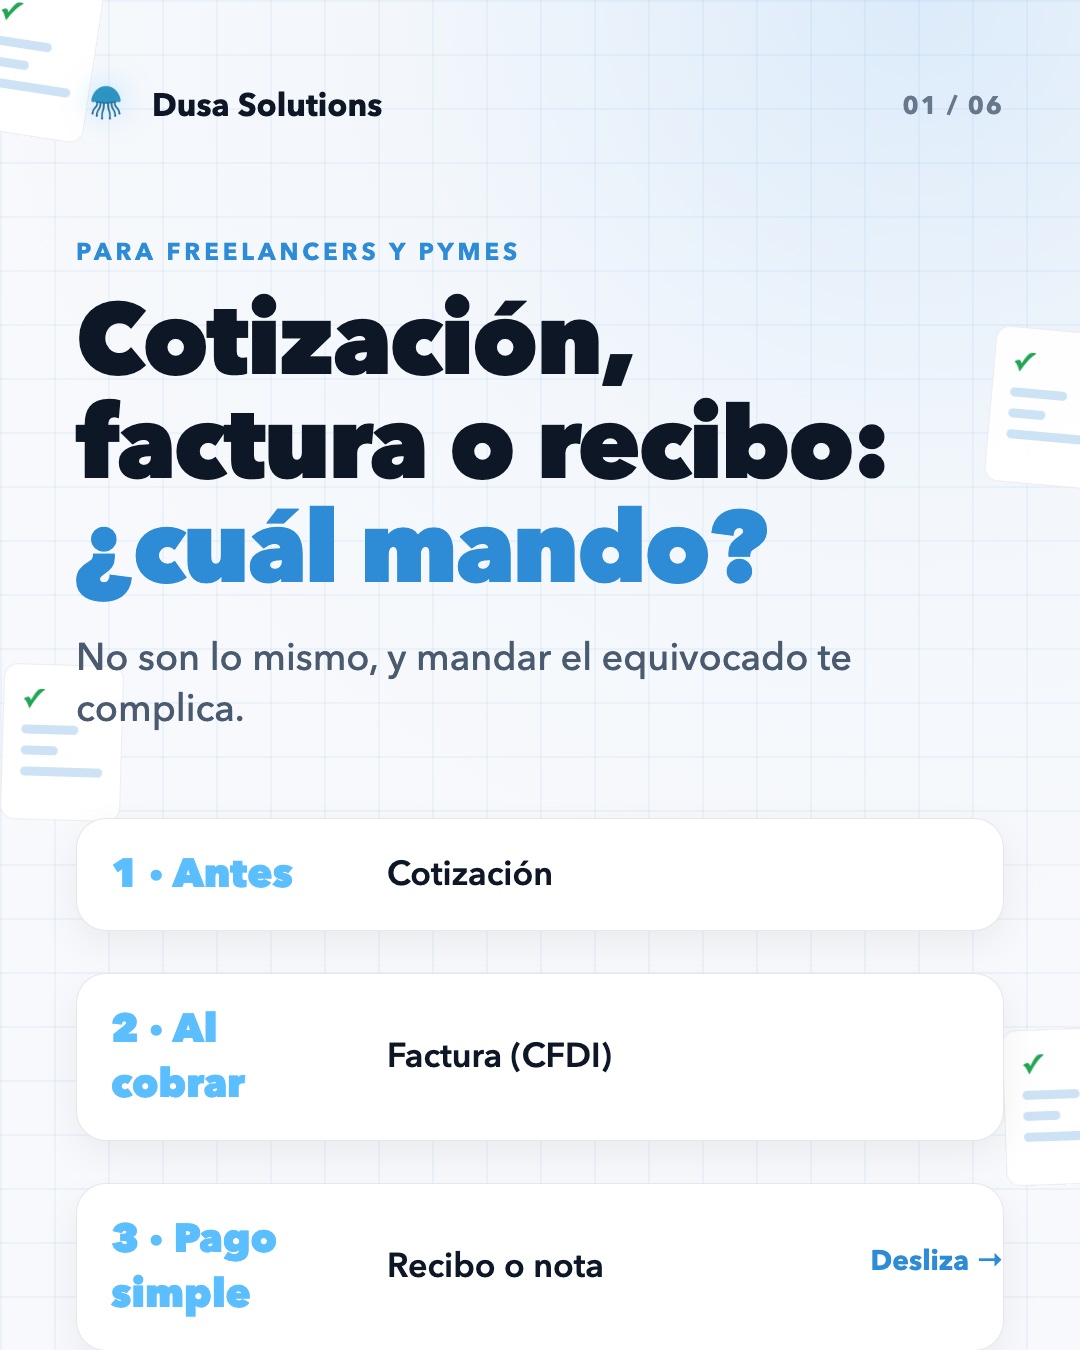 Dusa Solutions
01 / 06
PARA FREELANCERS Y PYMES
Cotización,
factura o recibo:
¿cuál mando?
No son lo mismo, y mandar el equivocado te
complica.
1 • Antes
Cotización
2 • Al
cobrar
Factura (CFDI)
3 • Pago
simple
Recibo o nota
Desliza →